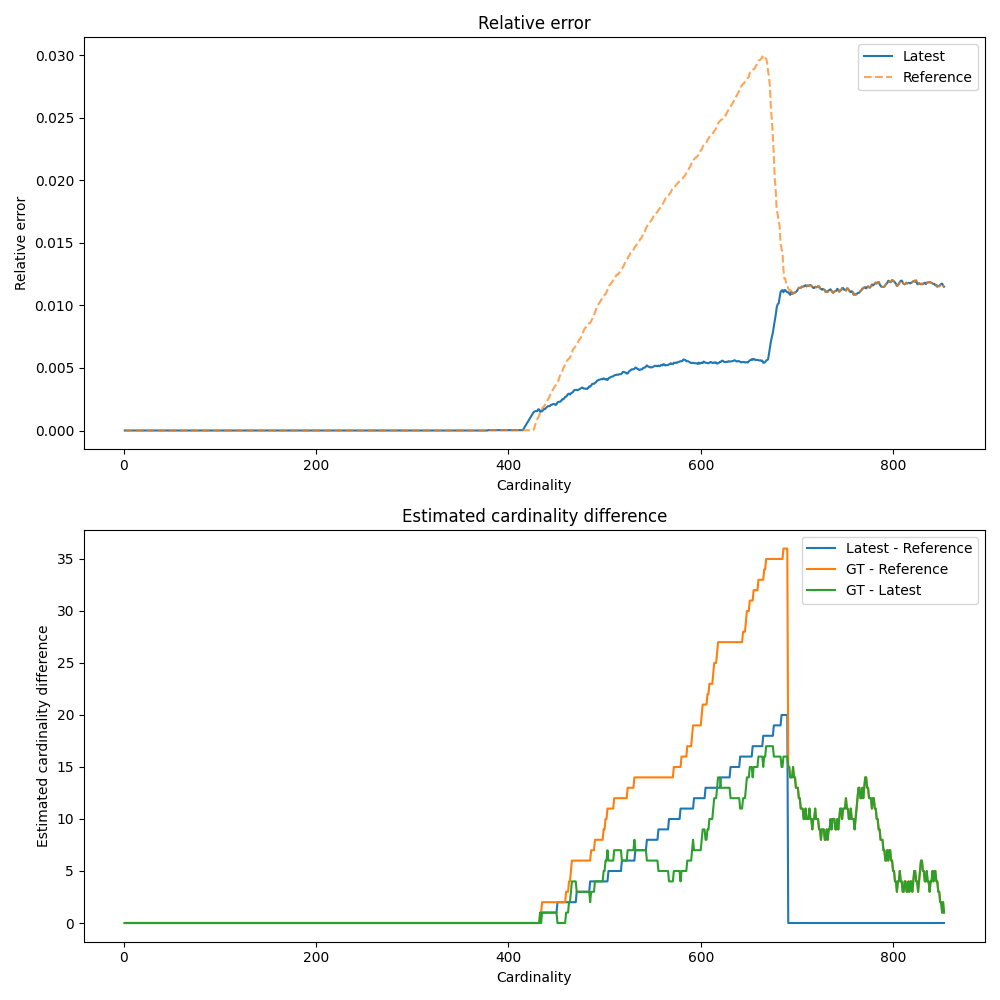 Relative error
Latest
Reference
Relative error
0.030
0.025
0.020
0.015
0.010
0.005
0.000
0 200 400 600 800
Cardinality
Estimated cardinality difference
Latest - Reference
GT - Reference
GT - Latest
Estimated cardinality difference
35
30
25
20
15
10
5
0
0 200 400 600 800
Cardinality